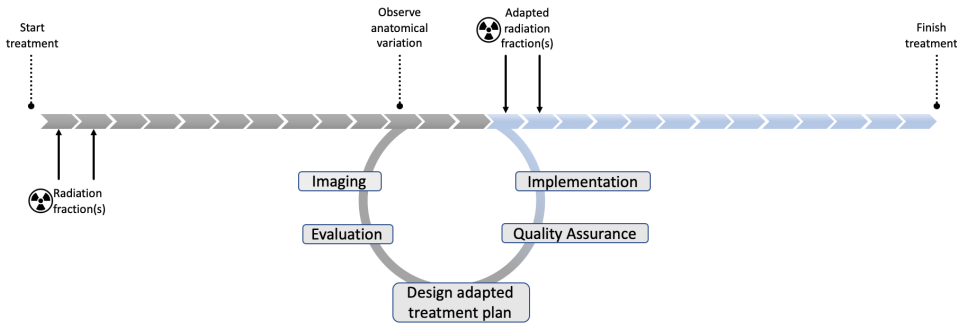 Start
treatment
Observe
anatomical
variation
Adapted
radiation
fraction(s)
Finish
treatment
Radiation
fraction(s)
Imaging
Evaluation
Design adapted
treatment plan
Quality Assurance
Implementation